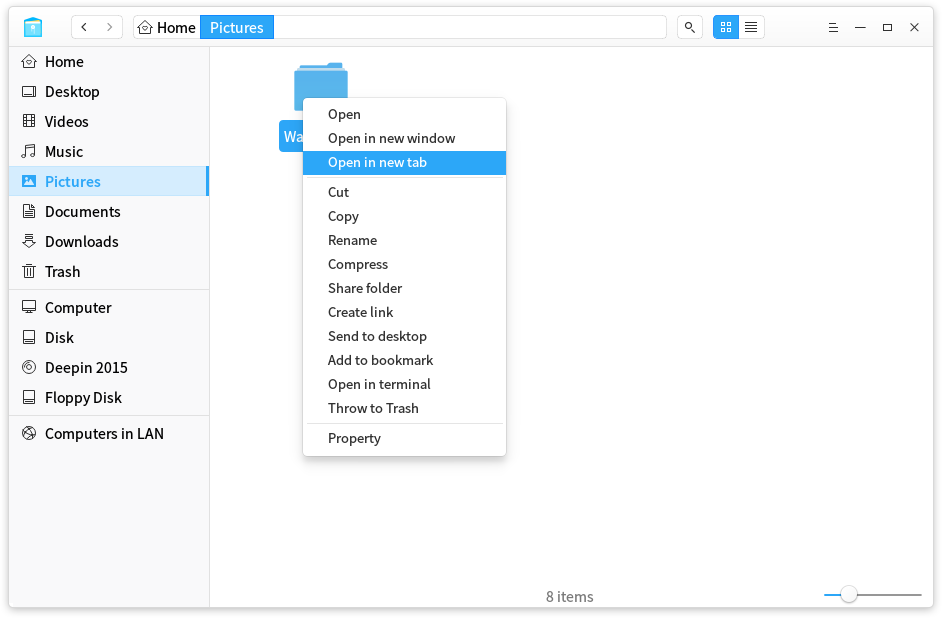 Home Pictures
Home
Desktop
Videos
Music
Pictures
Documents
Downloads
Trash
Computer
Disk
Deepin 2015
Floppy Disk
Computers in LAN
Open
Open in new window
Open in new tab
Cut
Copy
Rename
Compress
Share folder
Create link
Send to desktop
Add to bookmark
Open in terminal
Throw to Trash
Property
8 items